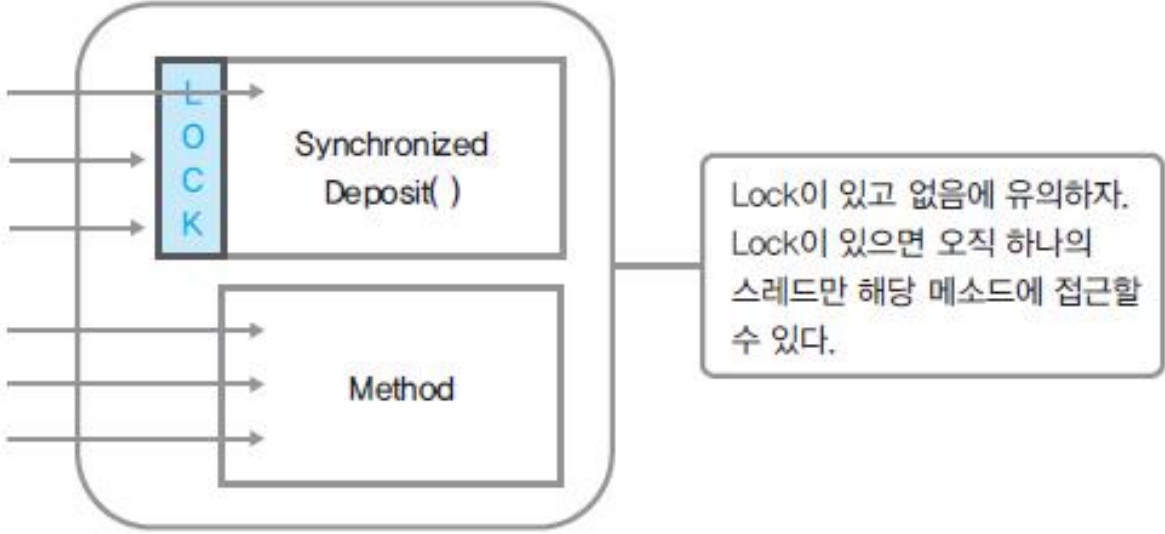 L
O
C
K
Synchronized
Deposit( )
Method
Lock이 있고 없음에 유의하자.
Lock이 있으면 오직 하나의
스레드만 해당 메소드에 접근할
수 있다.